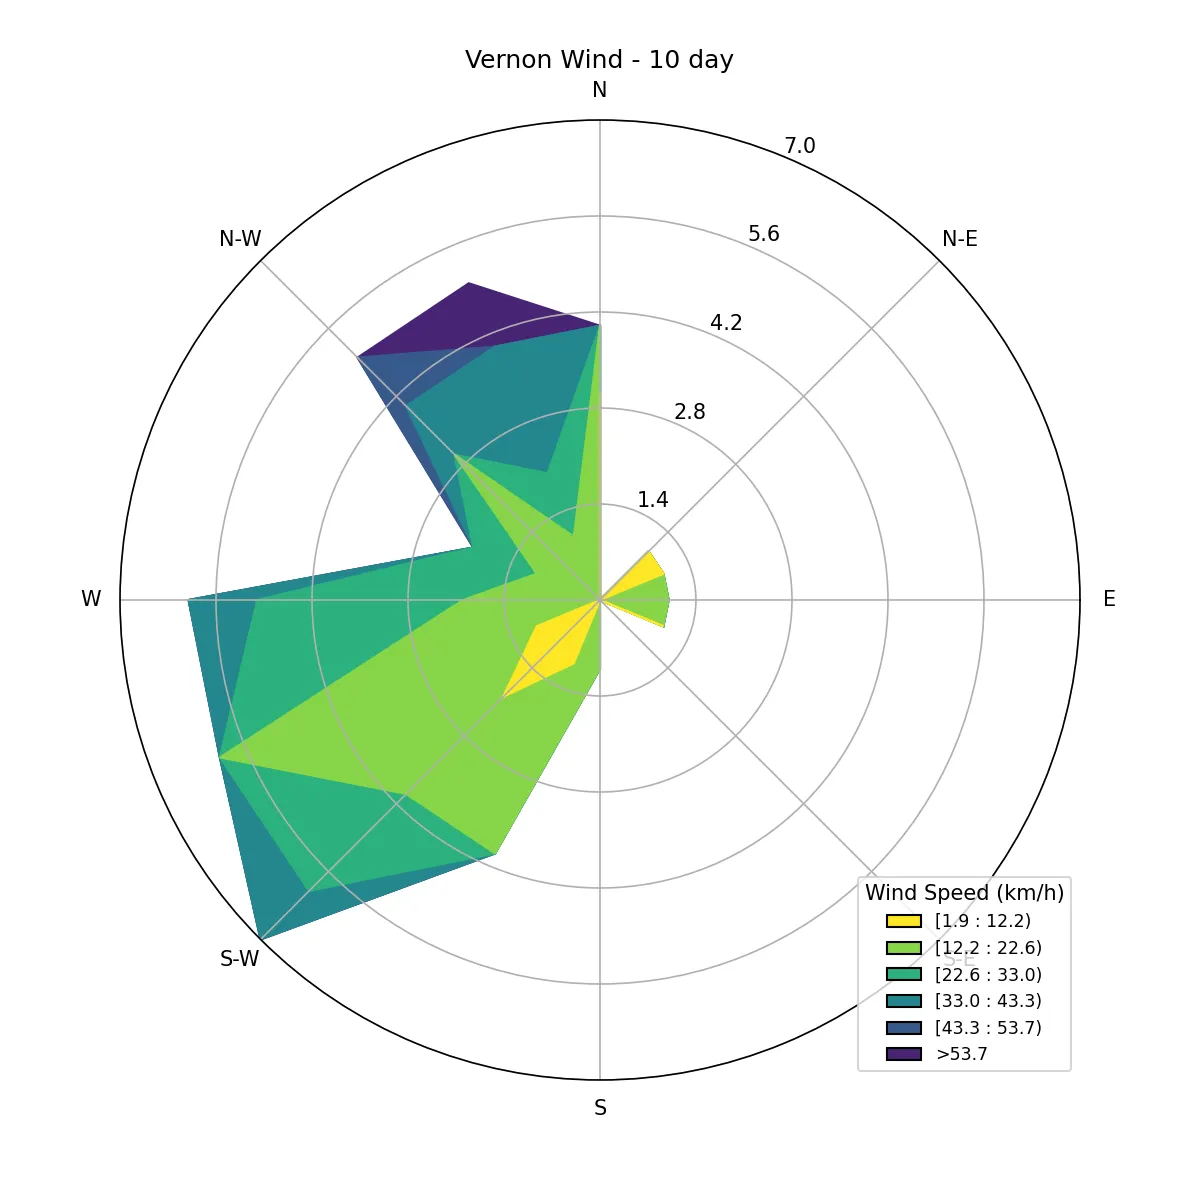 Vernon Wind - 10 day
N
7.0
N-W
5.6
N-E
4.2
2.8
1.4
W
E
S-W
S-E
S
Wind Speed (km/h)
[1.9 : 12.2)
[12.2 : 22.6)
[22.6 : 33.0)
[33.0 : 43.3)
[43.3 : 53.7)
>53.7